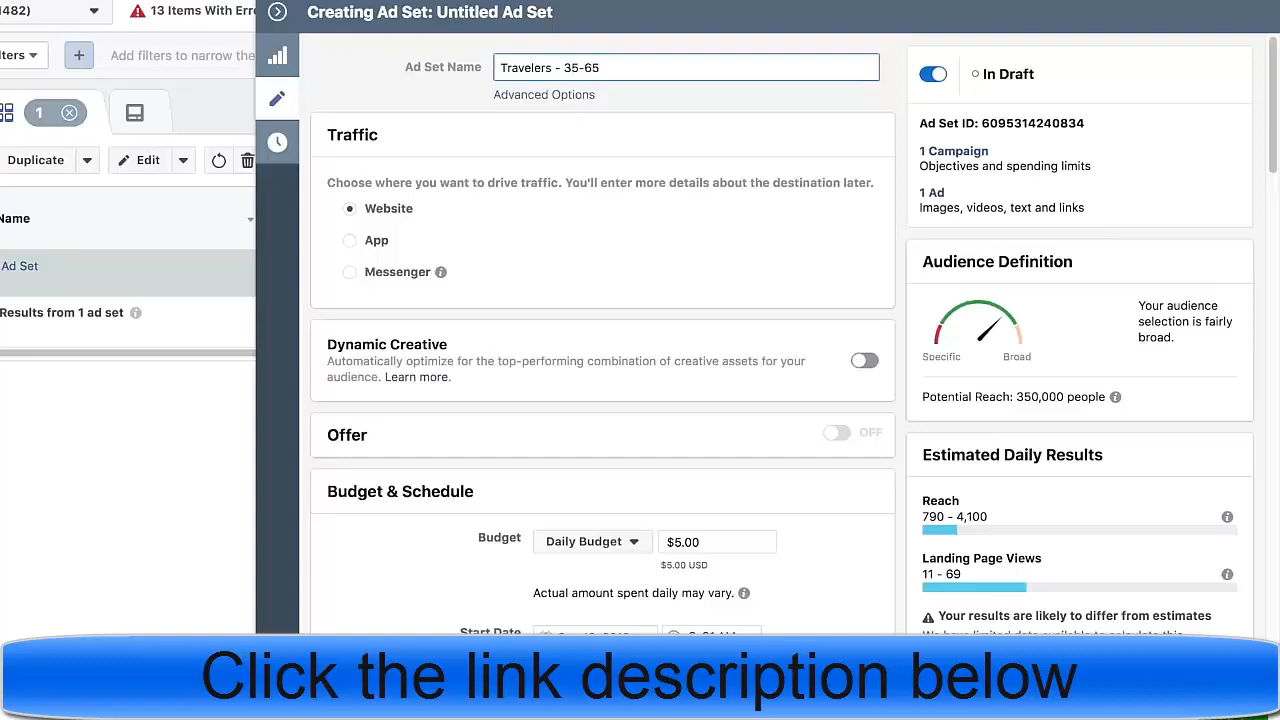 1482)
13 Items With Erro
Creating Ad Set: Untitled Ad Set
lters
Add filters to narrow the
Ad Set Name
Travelers - 35-65
Advanced Options
In Draft
1
Ad Set ID: 6095314240834
Traffic
1 Campaign
Objectives and spending limits
Duplicate
Edit
Choose where you want to drive traffic. You'll enter more details about the destination later.
1 Ad
Images, videos, text and links
Website
Name
App
Messenger
Audience Definition
Ad Set
Your audience
selection is fairly
broad.
Results from 1 ad set
Dynamic Creative
Automatically optimize for the top-performing combination of creative assets for your
audience. Learn more.
Specific
Broad
Potential Reach: 350,000 people
Offer
OFF
Estimated Daily Results
Budget & Schedule
Reach
790 - 4,100
Budget
Daily Budget
$5.00
$5.00 USD
Landing Page Views
11 - 69
Actual amount spent daily may vary.
Your results are likely to differ from estimates
Start Date
Click the link description below